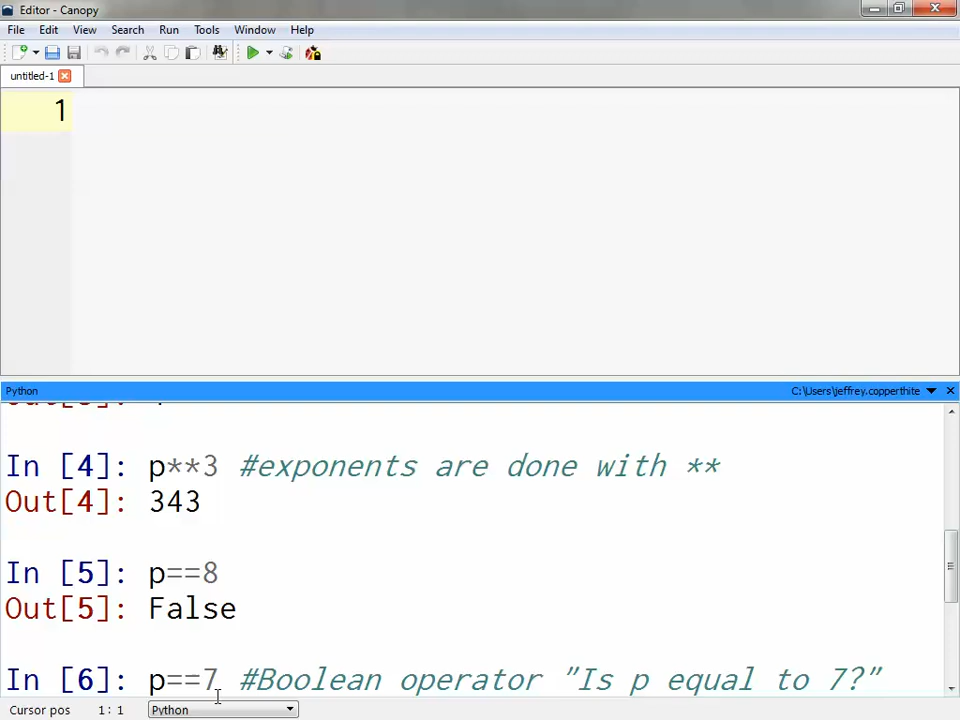 Editor - Canopy
File Edit View Search Run Tools Window Help
untitled-1
1
Python C:\Users\jeffrey.copperthite
In [4]: p**3 #exponents are done with **
Out[4]: 343
In [5]: p==8
Out[5]: False
In [6]: p==7 #Boolean operator "Is p equal to 7?"
Cursor pos 1: 1 Python